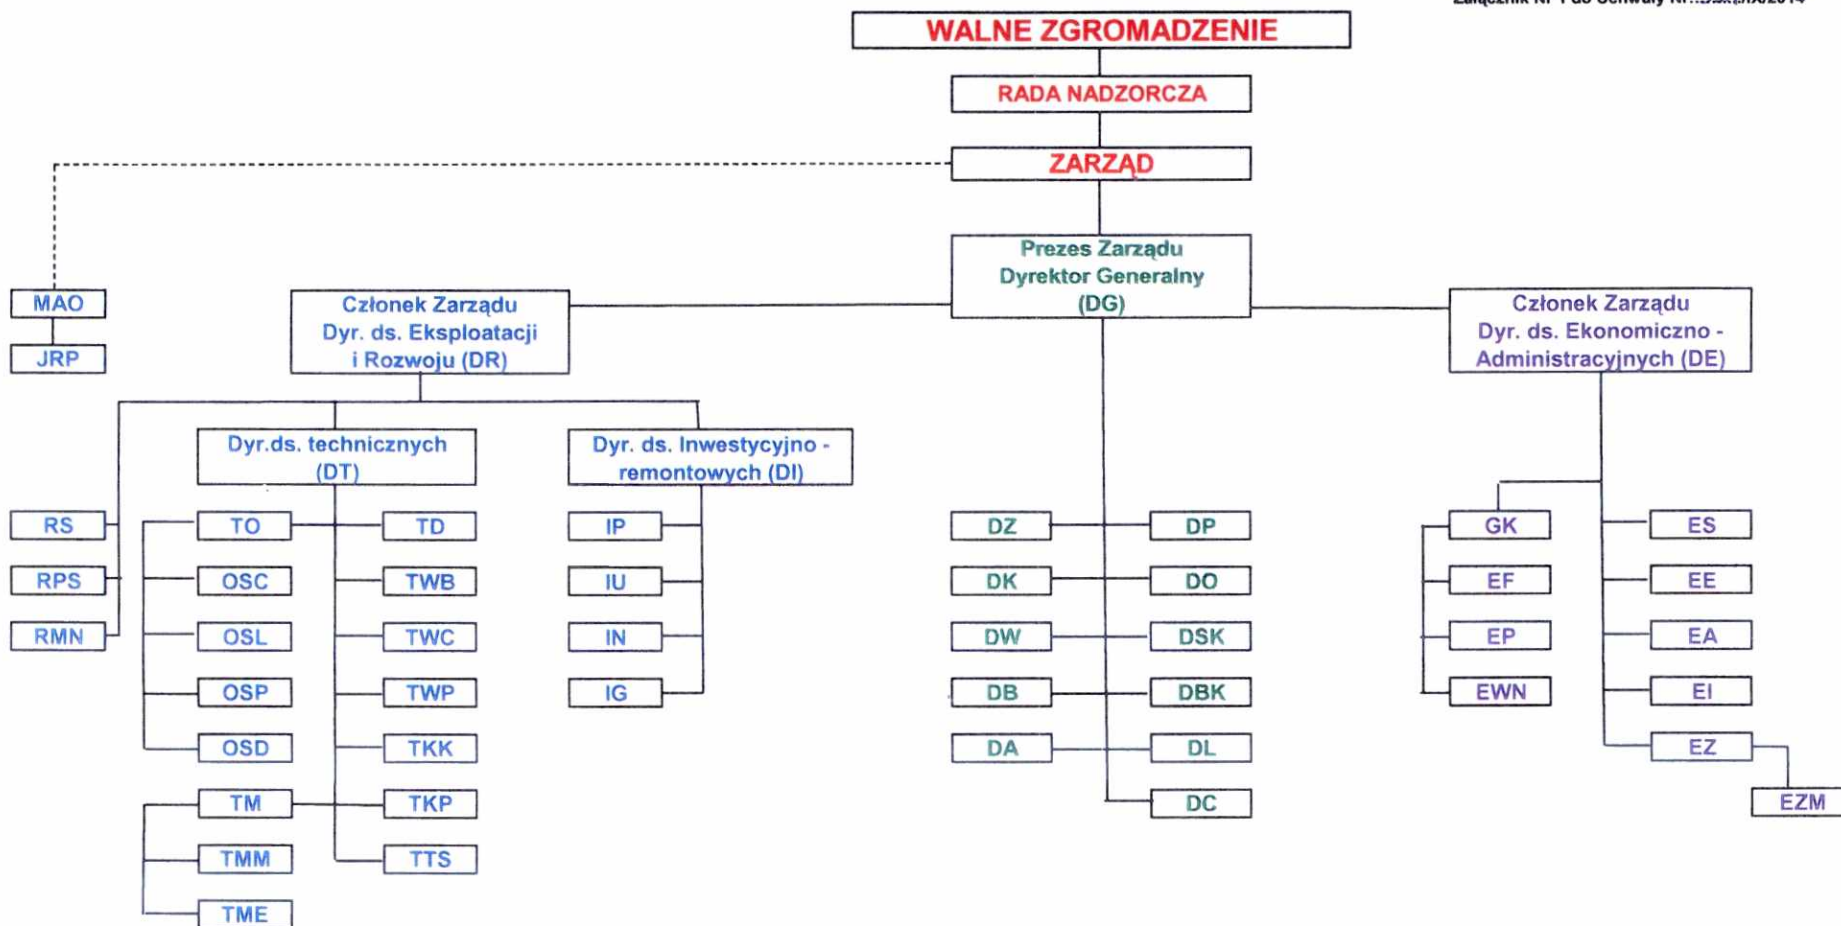 WALNE ZGROMADZENIE
RADA NADZORCZA
ZARZĄD
Prezes Zarządu
Dyrektor Generalny
(DG)
MAO
JRP
Członek Zarządu
Dyr. ds. Eksploatacji
i Rozwoju (DR)
Członek Zarządu
Dyr. ds. Ekonomiczno -
Administracyjnych (DE)
Dyr.ds. technicznych
(DT)
Dyr. ds. Inwestycyjno -
remontowych (DI)
RS
RPS
RMN
TO
OSC
OSL
OSP
OSD
TM
TMM
TME
TD
TWB
TWC
TWP
TKK
TKP
TTS
IP
IU
IN
IG
DZ
DK
DW
DB
DA
DP
DO
DSK
DBK
DL
DC
GK
EF
EP
EWN
ES
EE
EA
EI
EZ
EZM